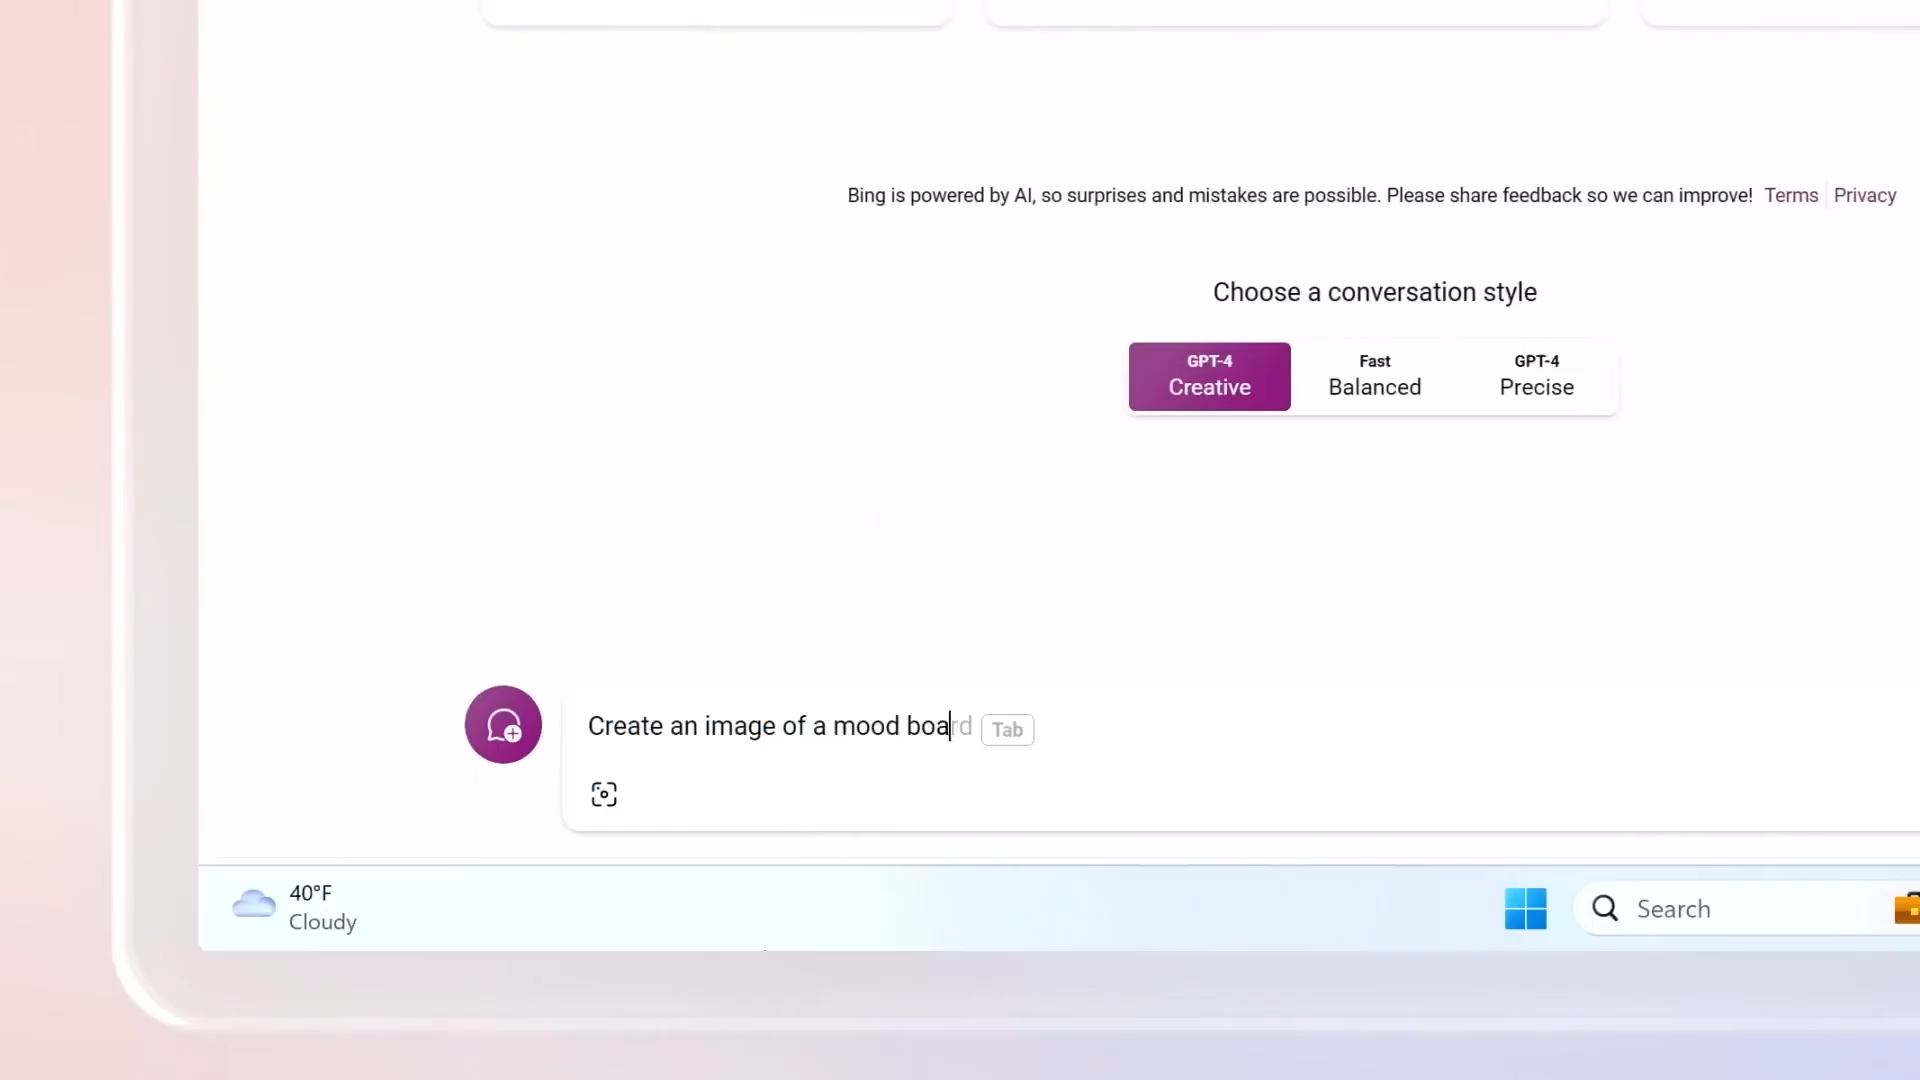 Bing is powered by AI, so surprises and mistakes are possible. Please share feedback so we can improve! Terms Privacy
Choose a conversation style
GPT-4 Fast GPT-4
Creative Balanced Precise
Create an image of a mood board Tab
40°F
Cloudy
Search